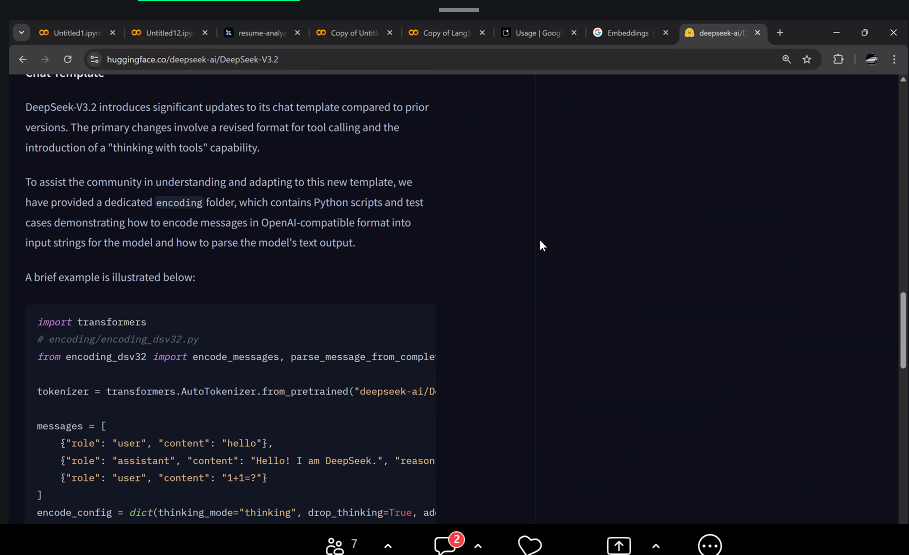 Untitled1.ipyn
Untitled12.ipy
resume-analyz
Copy of Untit
Copy of LangS
Usage | Googl
Embeddings
deepseek-ai/D
huggingface.co/deepseek-ai/DeepSeek-V3.2
Chat Template
DeepSeek-V3.2 introduces significant updates to its chat template compared to prior
versions. The primary changes involve a revised format for tool calling and the
introduction of a "thinking with tools" capability.
To assist the community in understanding and adapting to this new template, we
have provided a dedicated encoding folder, which contains Python scripts and test
cases demonstrating how to encode messages in OpenAI-compatible format into
input strings for the model and how to parse the model's text output.
A brief example is illustrated below:
import transformers
# encoding/encoding_dsv32.py
from encoding_dsv32 import encode_messages, parse_message_from_complet
tokenizer = transformers.AutoTokenizer.from_pretrained("deepseek-ai/De
messages = [
{"role": "user", "content": "hello"},
{"role": "assistant", "content": "Hello! I am DeepSeek.", "reason
{"role": "user", "content": "1+1=?"}
]
encode_config = dict(thinking_mode="thinking", drop_thinking=True, ad
7
2